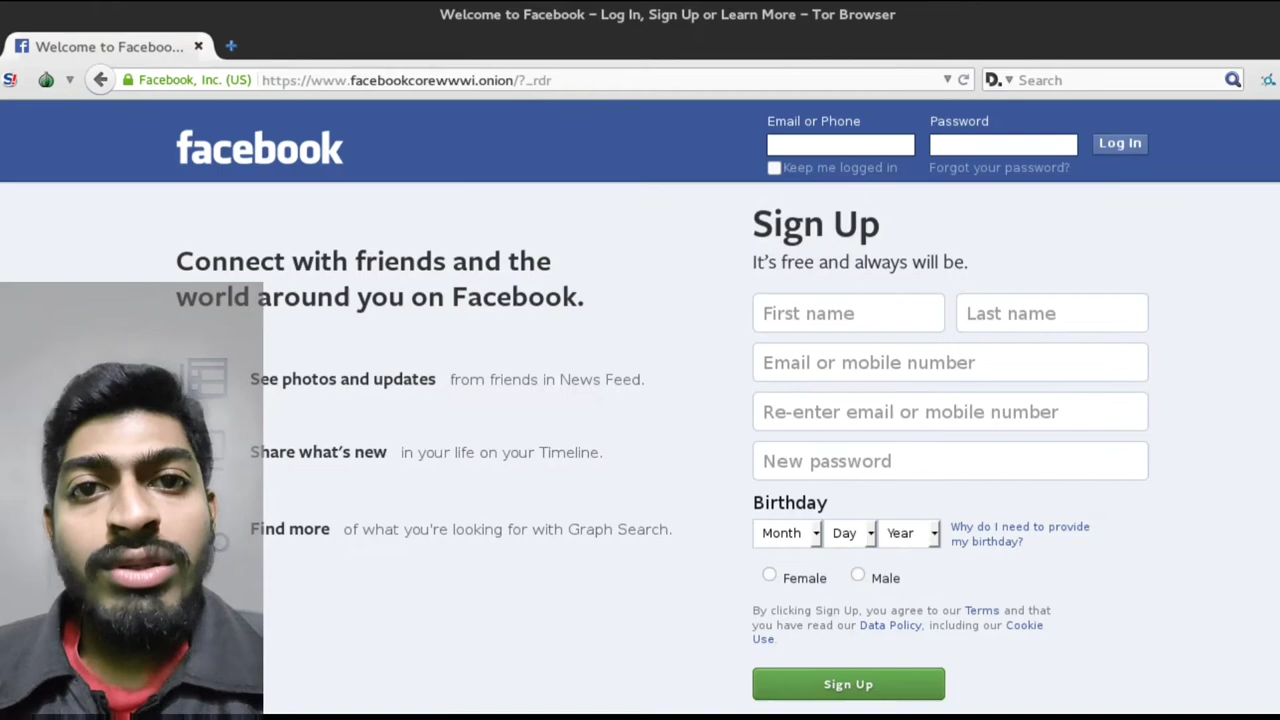 Welcome to Facebook – Log In, Sign Up or Learn More – Tor Browser
Welcome to Faceboo...
Facebook, Inc. (US) https://www.facebookcorewwwi.onion/?_rdr
Search
Email or Phone Password
facebook
Log In
Keep me logged in Forgot your password?
Sign Up
It's free and always will be.
Connect with friends and the
world around you on Facebook.
First name Last name
Email or mobile number
See photos and updates from friends in News Feed.
Re-enter email or mobile number
Share what's new in your life on your Timeline.
New password
Birthday
Find more of what you're looking for with Graph Search.
Month Day Year
Why do I need to provide
my birthday?
Female Male
By clicking Sign Up, you agree to our Terms and that
you have read our Data Policy, including our Cookie
Use.
Sign Up